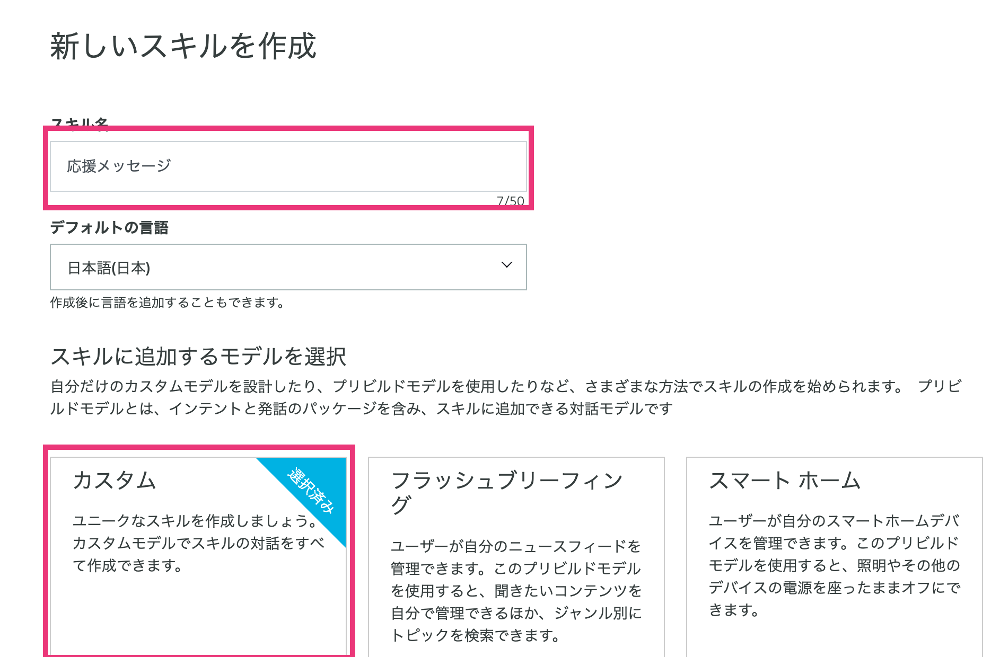 新しいスキルを作成
スキル名
応援メッセージ
7/50
デフォルトの言語
日本語(日本)
作成後に言語を追加することもできます。
スキルに追加するモデルを選択
自分だけのカスタムモデルを設計したり、プリビルドモデルを使用したりなど、さまざまな方法でスキルの作成を始められます。 プリビ
ルドモデルとは、インテントと発話のパッケージを含み、スキルに追加できる対話モデルです
カスタム
選択済み
ユニークなスキルを作成しましょう。
カスタムモデルでスキルの対話をすべ
て作成できます。
フラッシュブリーフィン
グ
ユーザーが自分のニュースフィードを
管理できます。このプリビルドモデル
を使用すると、聞きたいコンテンツを
自分で管理できるほか、ジャンル別に
トピックを検索できます。
スマート ホーム
ユーザーが自分のスマートホームデバ
イスを管理できます。このプリビルド
モデルを使用すると、照明やその他の
デバイスの電源を座ったままオフにで
きます。